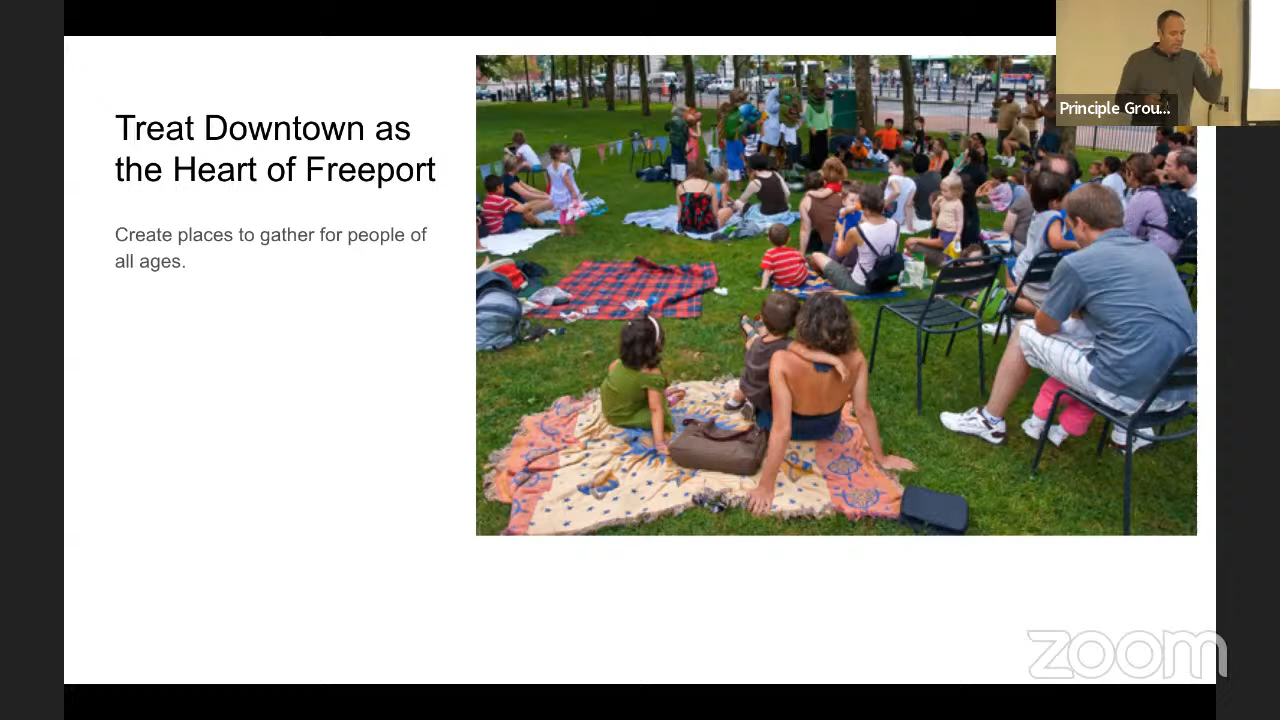 Treat Downtown as
the Heart of Freeport
Create places to gather for people of
all ages.
Principle Grou...
zoom